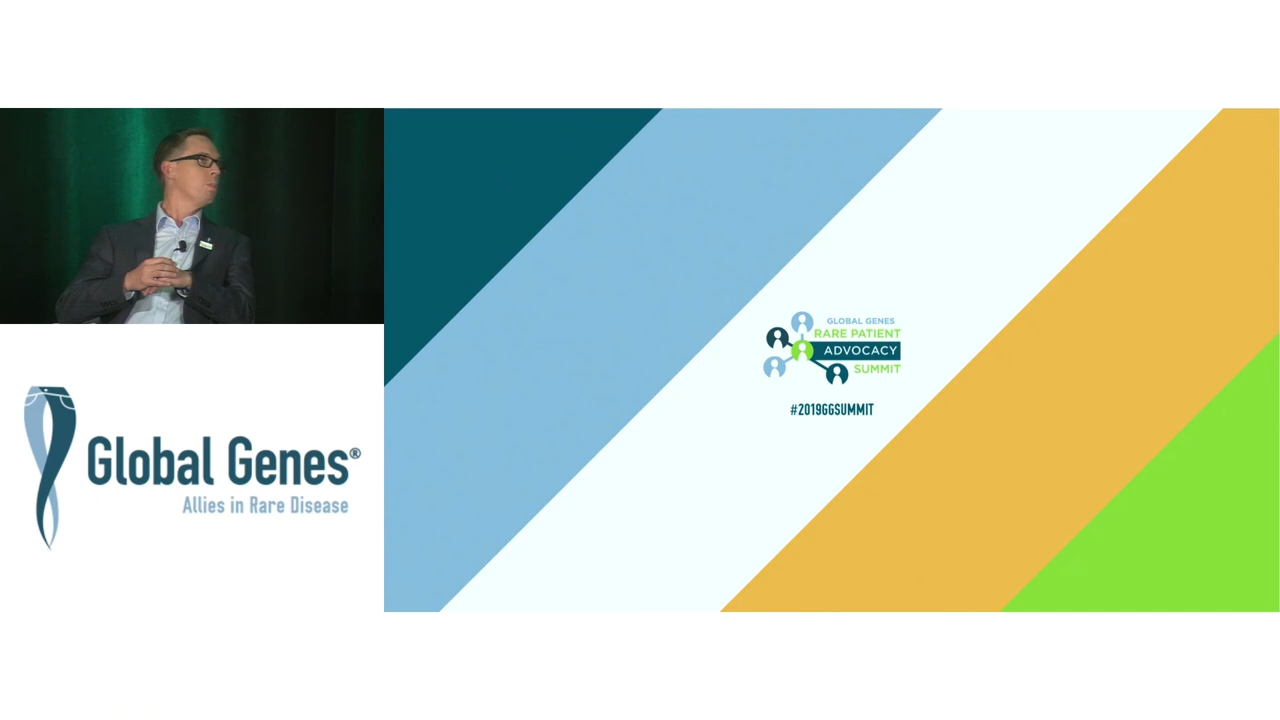 Global Genes®
Allies in Rare Disease
GLOBAL GENES
RARE PATIENT
ADVOCACY
SUMMIT
#2019GGSUMMIT